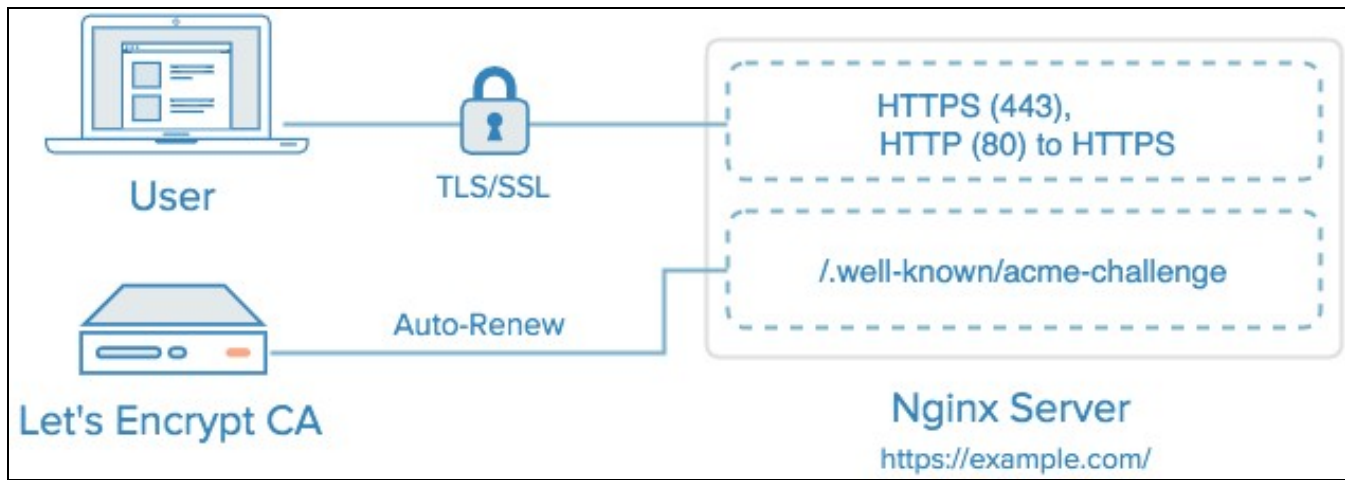 HTTPS (443),
HTTP (80) to HTTPS
User
TLS/SSL
/.well-known/acme-challenge
Auto-Renew
Let's Encrypt CA
Nginx Server
https://example.com/